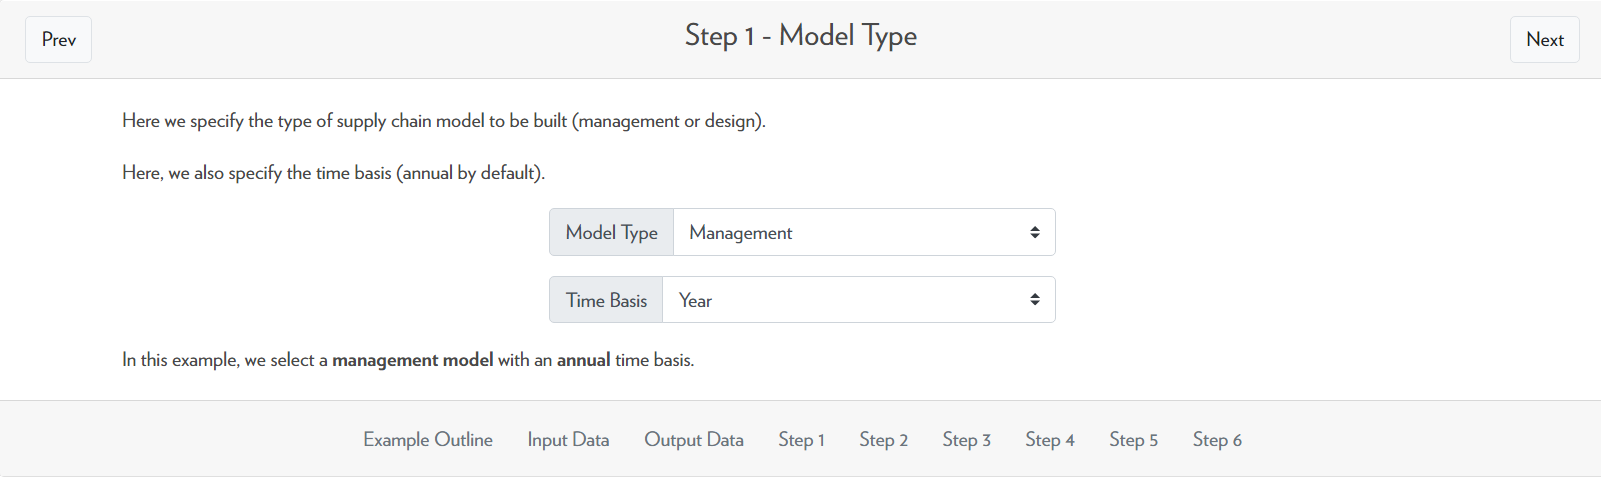 Prev
Step 1 - Model Type
Next
Here we specify the type of supply chain model to be built (management or design).
Here, we also specify the time basis (annual by default).
Model Type Management
Time Basis Year
In this example, we select a management model with an annual time basis.
Example Outline Input Data Output Data Step 1 Step 2 Step 3 Step 4 Step 5 Step 6